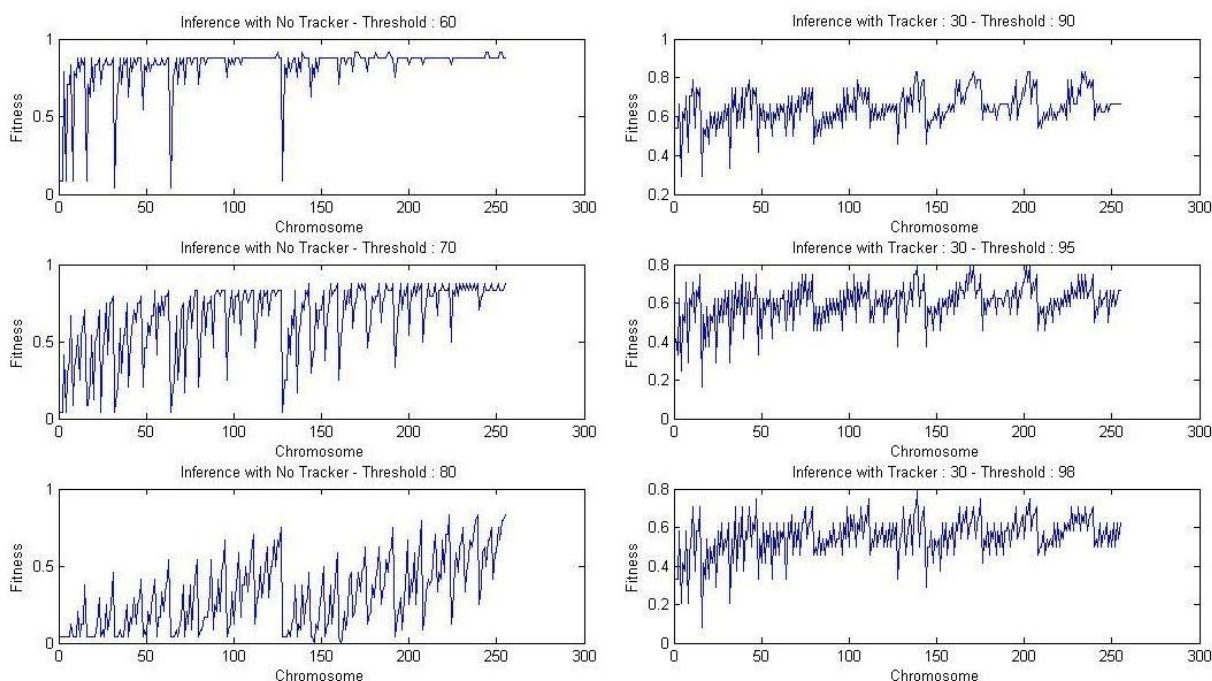 Inference with No Tracker - Threshold : 60
1
0.5
0
Fitness
0 50 100 150 200 250 300
Chromosome
Inference with Tracker : 30 - Threshold : 90
1
0.8
0.6
0.4
0.2
Fitness
0 50 100 150 200 250 300
Chromosome
Inference with No Tracker - Threshold : 70
1
0.5
0
Fitness
0 50 100 150 200 250 300
Chromosome
Inference with Tracker : 30 - Threshold : 95
0.8
0.6
0.4
0.2
0
Fitness
0 50 100 150 200 250 300
Chromosome
Inference with No Tracker - Threshold : 80
1
0.5
0
Fitness
0 50 100 150 200 250 300
Chromosome
Inference with Tracker : 30 - Threshold : 98
0.8
0.6
0.4
0.2
0
Fitness
0 50 100 150 200 250 300
Chromosome